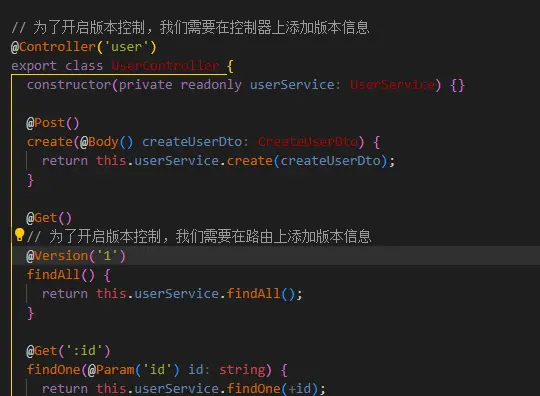 // 为了开启版本控制，我们需要在控制器上添加版本信息
@Controller('user')
export class UserController {
  constructor(private readonly userService: UserService) {}

  @Post()
  create(@Body() createUserDto: CreateUserDto) {
    return this.userService.create(createUserDto);
  }

  @Get()
  // 为了开启版本控制，我们需要在路由上添加版本信息
  @Version('1')
  findAll() {
    return this.userService.findAll();
  }

  @Get(':id')
  findOne(@Param('id') id: string) {
    return this.userService.findOne(+id);